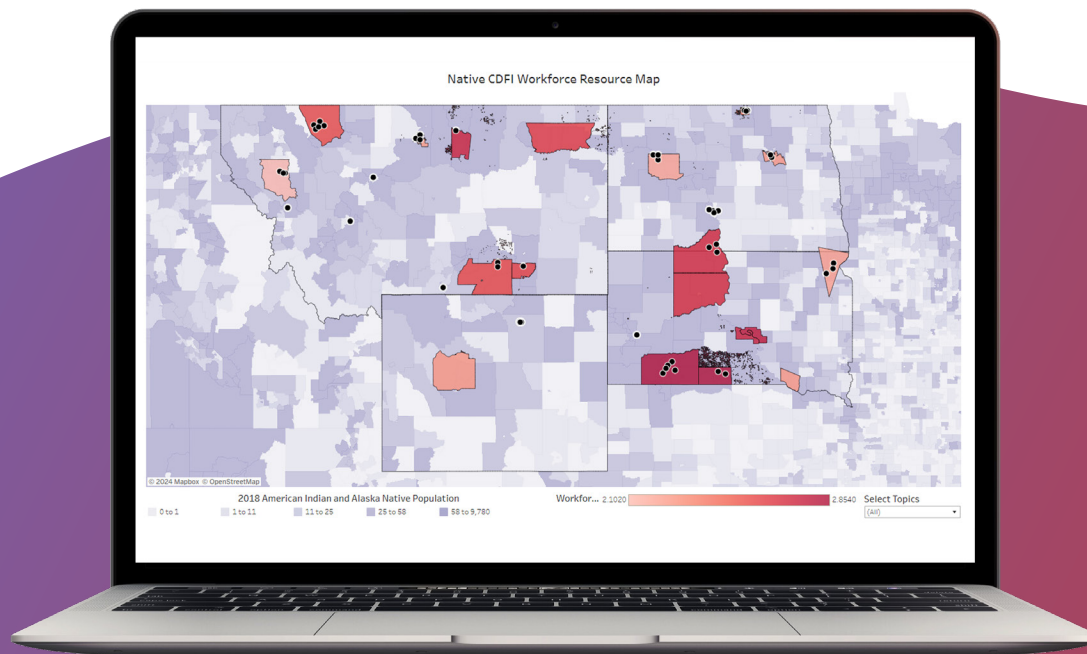 Native CDFI Workforce Resource Map
© 2024 Mapbox © OpenStreetMap
2018 American Indian and Alaska Native Population
0 to 1
1 to 11
11 to 25
25 to 58
58 to 9,780
Workfor... 2.1020
2.8540
Select Topics
(All)